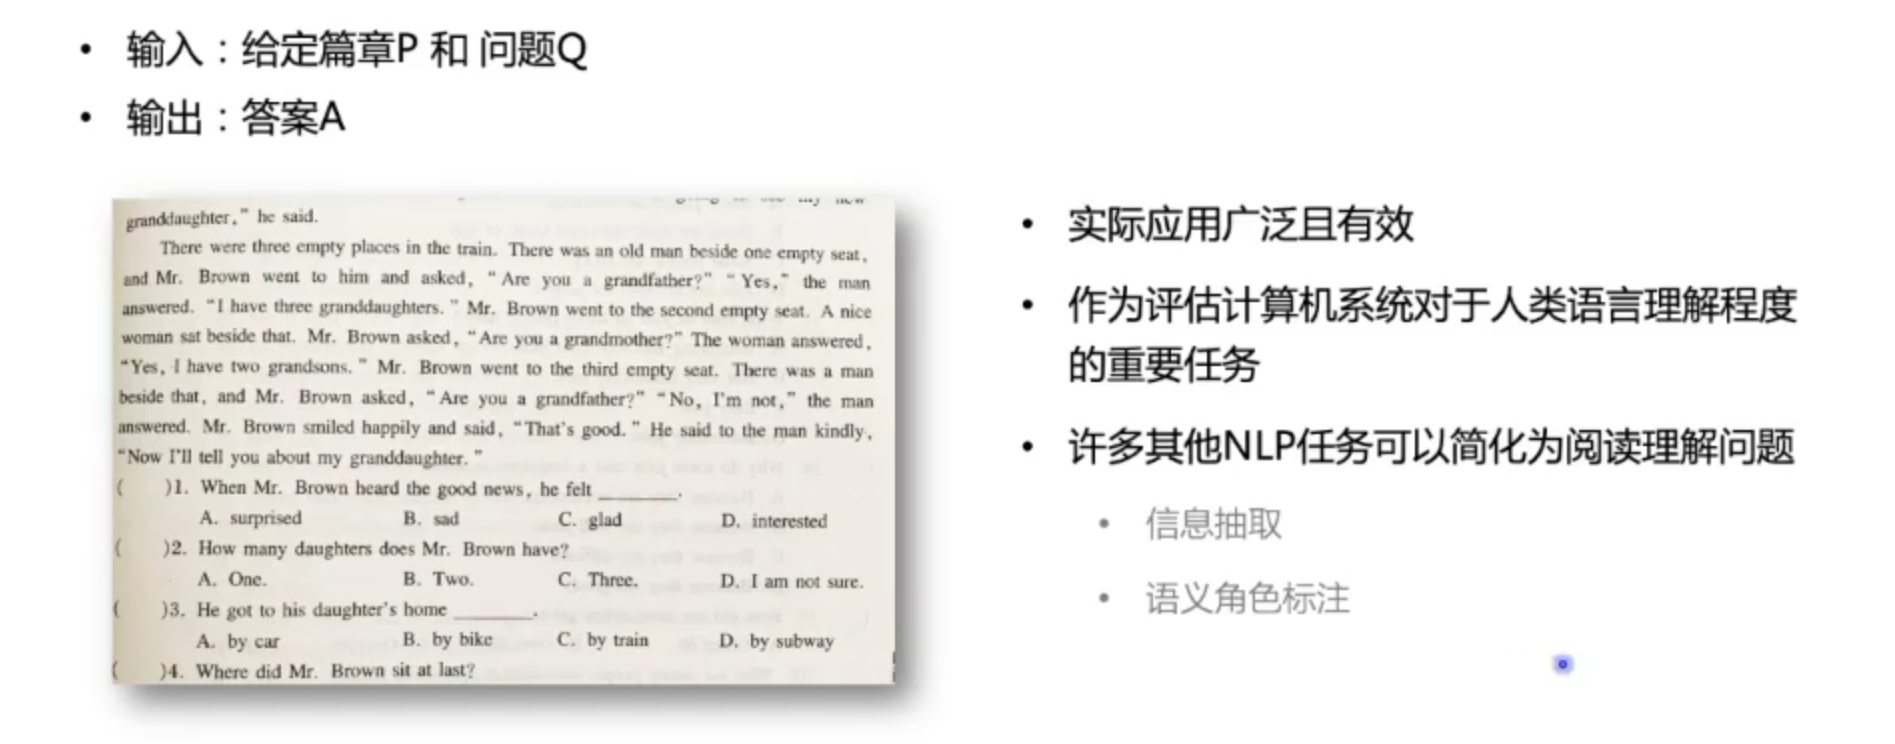 • 输入：给定篇章P 和 问题Q
• 输出：答案A
granddaughter,” he said.
There were three empty places in the train. There was an old man beside one empty seat,
and Mr. Brown went to him and asked, “Are you a grandfather?” “Yes,” the man
answered. “I have three granddaughters.” Mr. Brown went to the second empty seat. A nice
woman sat beside that. Mr. Brown asked, “Are you a grandmother?” The woman answered,
“Yes, I have two grandsons.” Mr. Brown went to the third empty seat. There was a man
beside that, and Mr. Brown asked, “Are you a grandfather?” “No, I'm not,” the man
answered. Mr. Brown smiled happily and said, “That's good.” He said to the man kindly,
“Now I'll tell you about my granddaughter.”
( )1. When Mr. Brown heard the good news, he felt ________.
A. surprised B. sad C. glad D. interested
( )2. How many daughters does Mr. Brown have?
A. One. B. Two. C. Three. D. I am not sure.
( )3. He got to his daughter's home ________.
A. by car B. by bike C. by train D. by subway
( )4. Where did Mr. Brown sit at last?
• 实际应用广泛且有效
• 作为评估计算机系统对于人类语言理解程度
的重要任务
• 许多其他NLP任务可以简化为阅读理解问题
• 信息抽取
• 语义角色标注